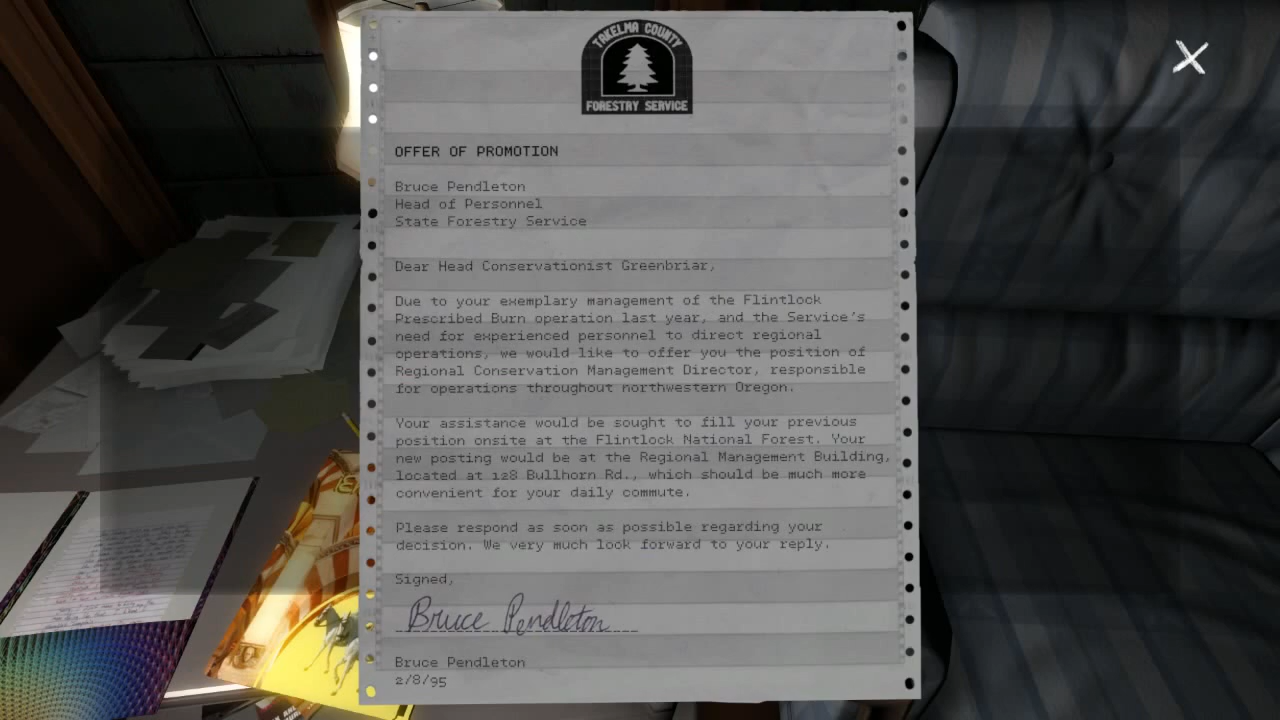 TAKELMA COUNTY
FORESTRY SERVICE
OFFER OF PROMOTION
Bruce Pendleton
Head of Personnel
State Forestry Service
Dear Head Conservationist Greenbriar,
Due to your exemplary management of the Flintlock
Prescribed Burn operation last year, and the Service's
need for experienced personnel to direct regional
operations, we would like to offer you the position of
Regional Conservation Management Director, responsible
for operations throughout northwestern Oregon.
Your assistance would be sought to fill your previous
position onsite at the Flintlock National Forest. Your
new posting would be at the Regional Management Building,
located at 128 Bullhorn Rd., which should be much more
convenient for your daily commute.
Please respond as soon as possible regarding your
decision. We very much look forward to your reply.
Signed,
Bruce Pendleton
Bruce Pendleton
2/8/95